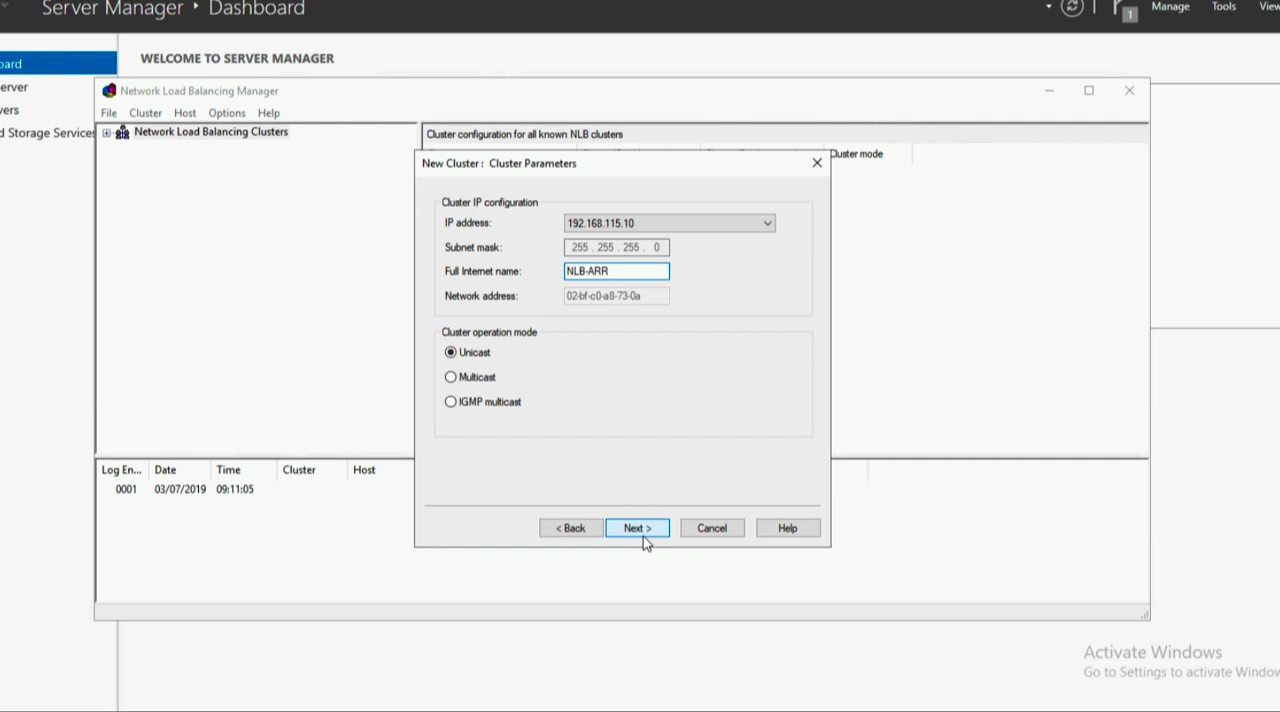 Server Manager ‣ Dashboard
1
Manage
Tools
View
WELCOME TO SERVER MANAGER
Network Load Balancing Manager
File
Cluster
Host
Options
Help
Network Load Balancing Clusters
Cluster configuration for all known NLB clusters
Cluster mode
d Storage Services
New Cluster : Cluster Parameters
Cluster IP configuration
IP address:
192.168.115.10
Subnet mask:
255 . 255 . 255 . 0
Full Internet name:
NLB-ARR
Network address:
02-bf-c0-a8-73-0a
Cluster operation mode
Unicast
Multicast
IGMP multicast
< Back
Next >
Cancel
Help
Log En...
Date
Time
Cluster
Host
0001
03/07/2019
09:11:05
Activate Windows
Go to Settings to activate Window